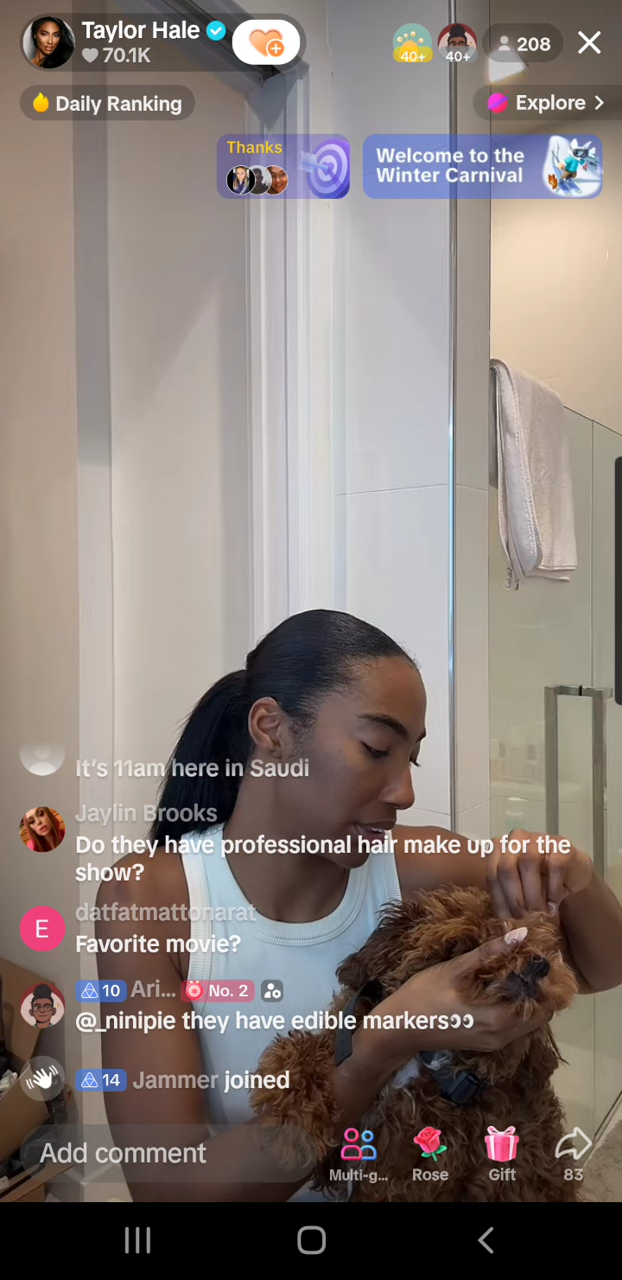 Taylor Hale
70.1K
40+
40+
208
Daily Ranking
Explore >
Thanks
Welcome to the
Winter Carnival
It's 11am here in Saudi
Jaylin Brooks
Do they have professional hair make up for the
show?
datfatmattonarat
E
Favorite movie?
10 Ari... No. 2
@_ninipie they have edible markers👀
14 Jammer joined
Add comment
Multi-g...
Rose
Gift
83